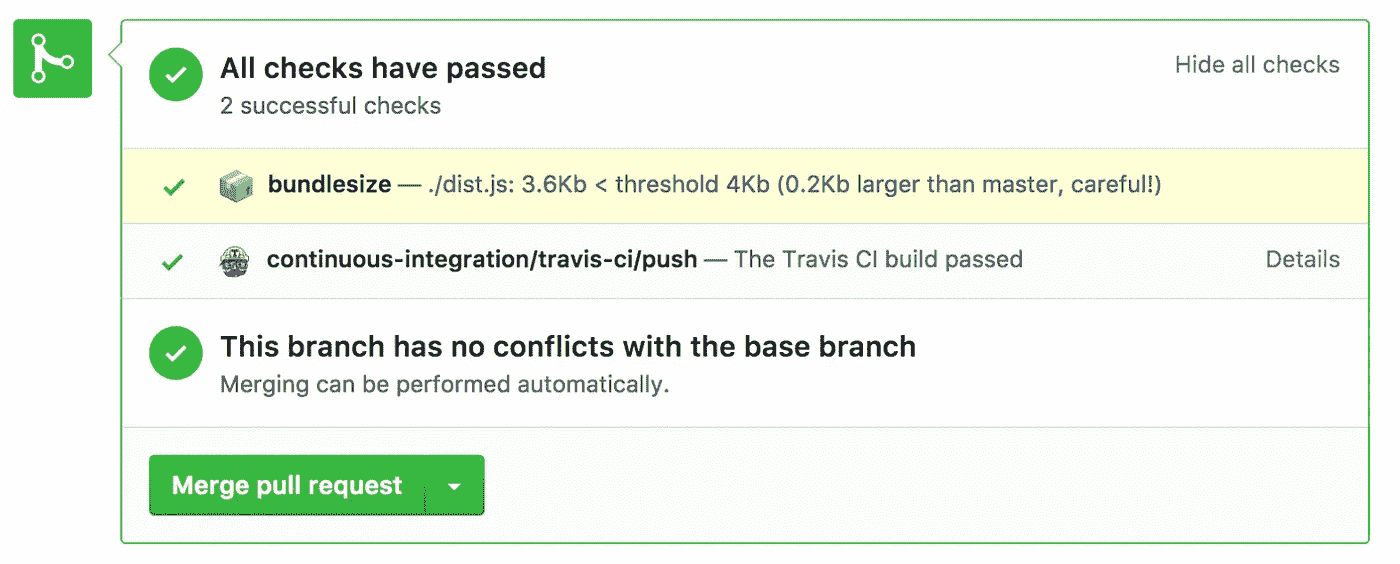 All checks have passed
Hide all checks
2 successful checks
bundlesize — ./dist.js: 3.6Kb < threshold 4Kb (0.2Kb larger than master, careful!)
continuous-integration/travis-ci/push — The Travis CI build passed
Details
This branch has no conflicts with the base branch
Merging can be performed automatically.
Merge pull request